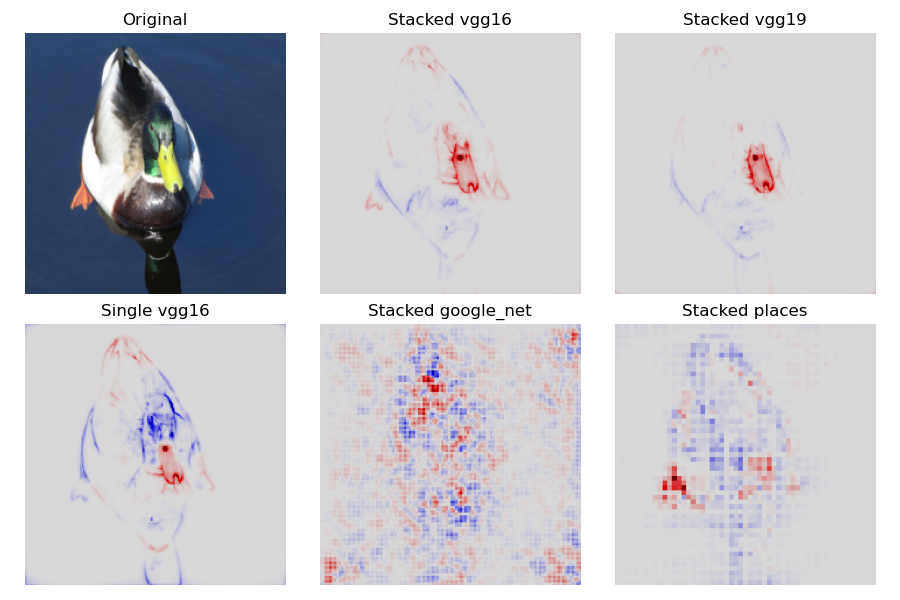 Original
Stacked vgg16
Stacked vgg19
Single vgg16
Stacked google_net
Stacked places